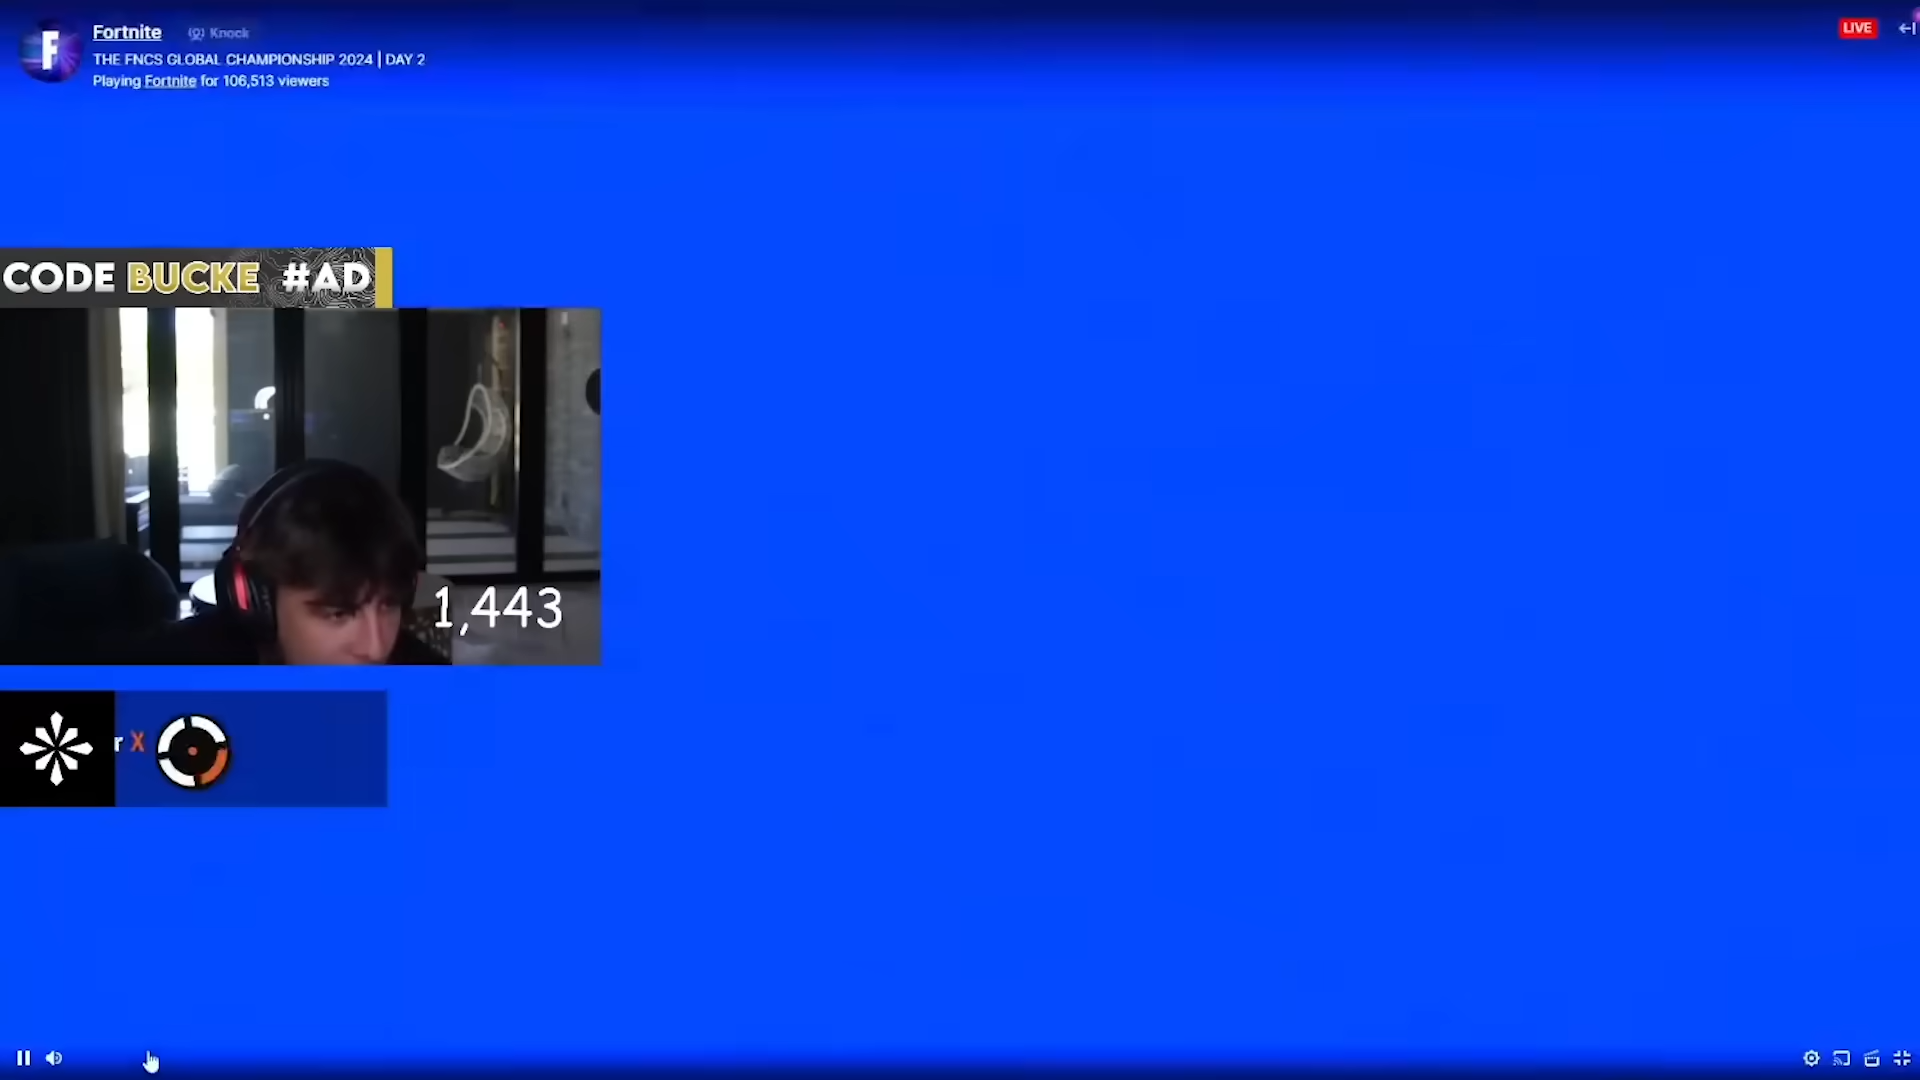 Fortnite Knock
THE FNCS GLOBAL CHAMPIONSHIP 2024 | DAY 2
Playing Fortnite for 106,513 viewers
LIVE
CODE BUCKE #AD
1,443
r X